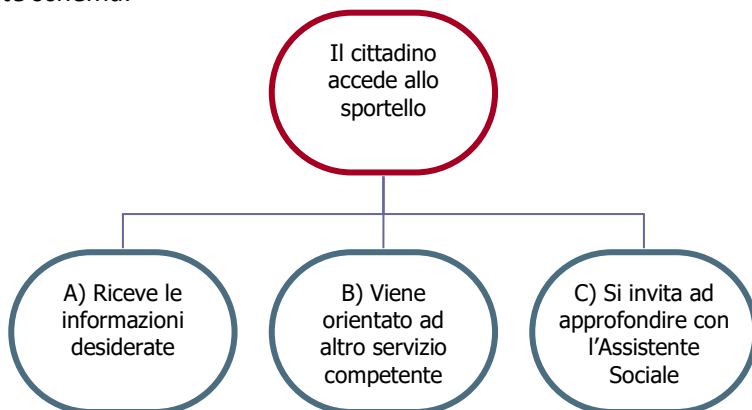 Il cittadino
accede allo
sportello
A) Riceve le
informazioni
desiderate
B) Viene
orientato ad
altro servizio
competente
C) Si invita ad
approfondire con
l'Assistente
Sociale